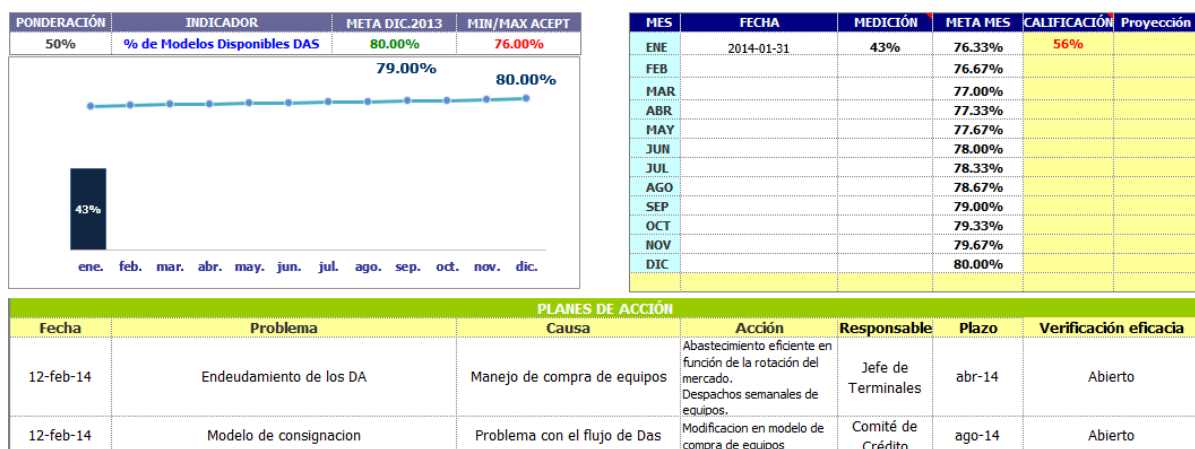 PONDERACIÓN INDICADOR META DIC.2013 MIN/MAX ACEPT
50% % de Modelos Disponibles DAS 80.00% 76.00%
79.00%
80.00%
43%
ene. feb. mar. abr. may. jun. jul. ago. sep. oct. nov. dic.
MES FECHA MEDICIÓN META MES CALIFICACIÓN Proyección
ENE 2014-01-31 43% 76.33% 56%
FEB 76.67%
MAR 77.00%
ABR 77.33%
MAY 77.67%
JUN 78.00%
JUL 78.33%
AGO 78.67%
SEP 79.00%
OCT 79.33%
NOV 79.67%
DIC 80.00%
PLANES DE ACCIÓN
Fecha Problema Causa Acción Responsable Plazo Verificación eficacia
12-feb-14
Endeudamiento de los DA
Manejo de compra de equipos
Abastecimiento eficiente en
función de la rotación del
mercado.
Despachos semanales de
equipos.
Jefe de
Terminales
abr-14
Abierto
12-feb-14
Modelo de consignacion
Problema con el flujo de Das
Modificacion en modelo de
compra de equipos
Comité de
Crédito
ago-14
Abierto